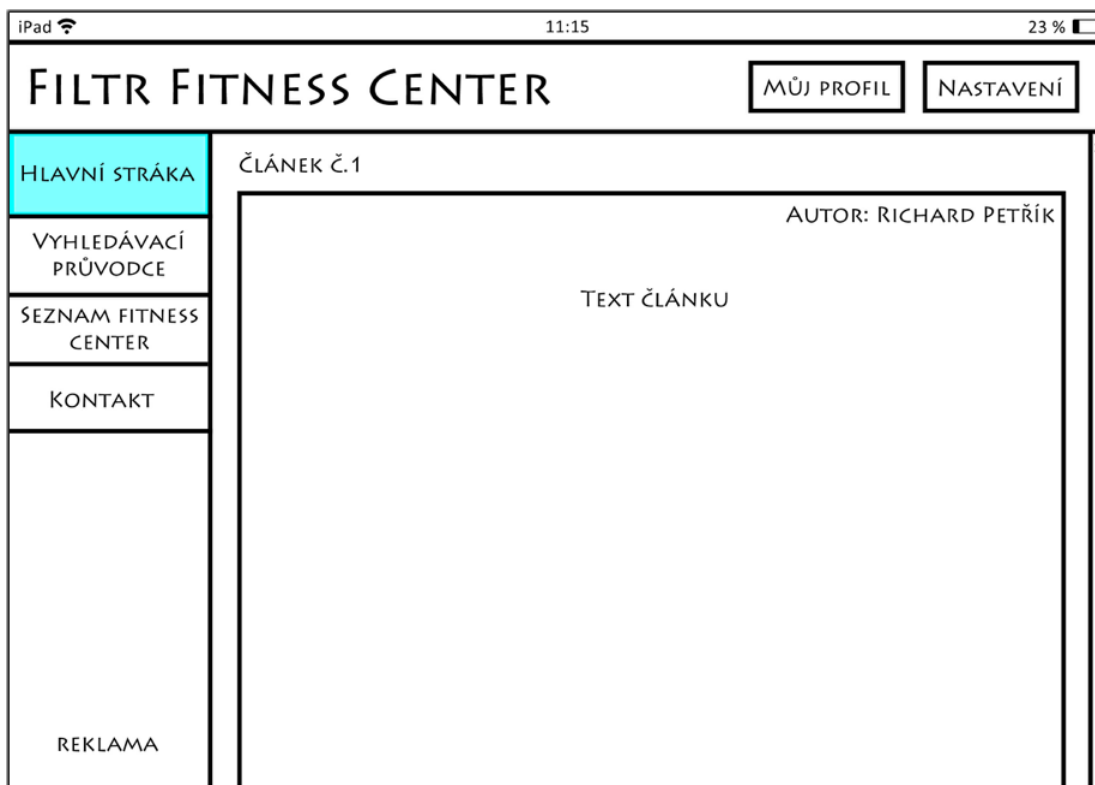 iPad
11:15
23 %
Filtr Fitness Center
Můj profil
Nastavení
Hlavní stráka
Vyhledávací
průvodce
Seznam fitness
center
Kontakt
reklama
Článek č.1
Autor: Richard Petřík
Text článku